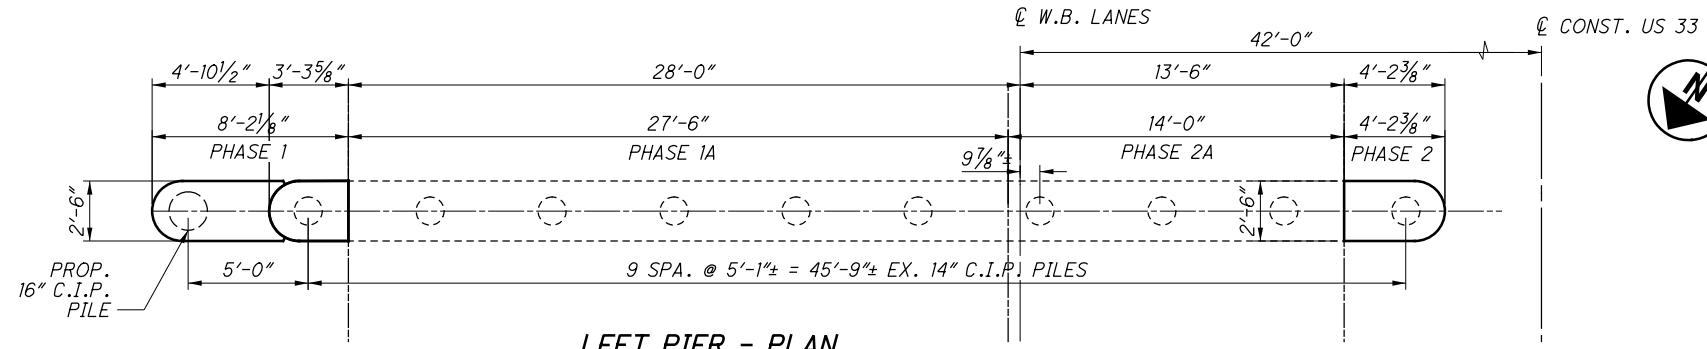 ℄ W.B. LANES
℄ CONST. US 33
42'-0"
4'-10½"
3'-3⅝"
28'-0"
13'-6"
4'-2⅜"
N
8'-2⅛"
27'-6"
14'-0"
4'-2⅜"
PHASE 1
PHASE 1A
PHASE 2A
PHASE 2
9⅞"±
2'-6"
2'-6"
PROP.
16" C.I.P.
PILE
5'-0"
9 SPA. @ 5'-1"± = 45'-9"± EX. 14" C.I.P. PILES
LEFT PIER - PLAN